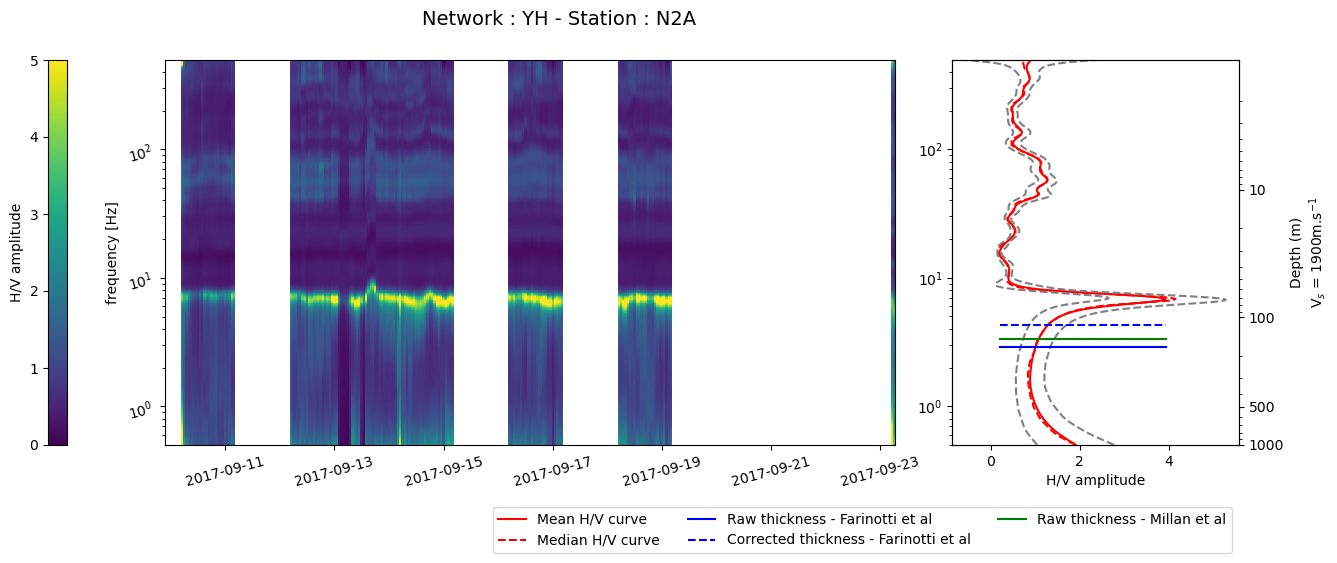 Network : YH - Station : N2A
5
4
3
2
1
0
H/V amplitude
10²
10¹
10⁰
frequency [Hz]
2017-09-11
2017-09-13
2017-09-15
2017-09-17
2017-09-19
2017-09-21
2017-09-23
10²
10¹
10⁰
0
2
4
H/V amplitude
10
100
500
1000
Depth (m)
Vₛ = 1900m.s⁻¹
Mean H/V curve
Median H/V curve
Raw thickness - Farinotti et al
Corrected thickness - Farinotti et al
Raw thickness - Millan et al